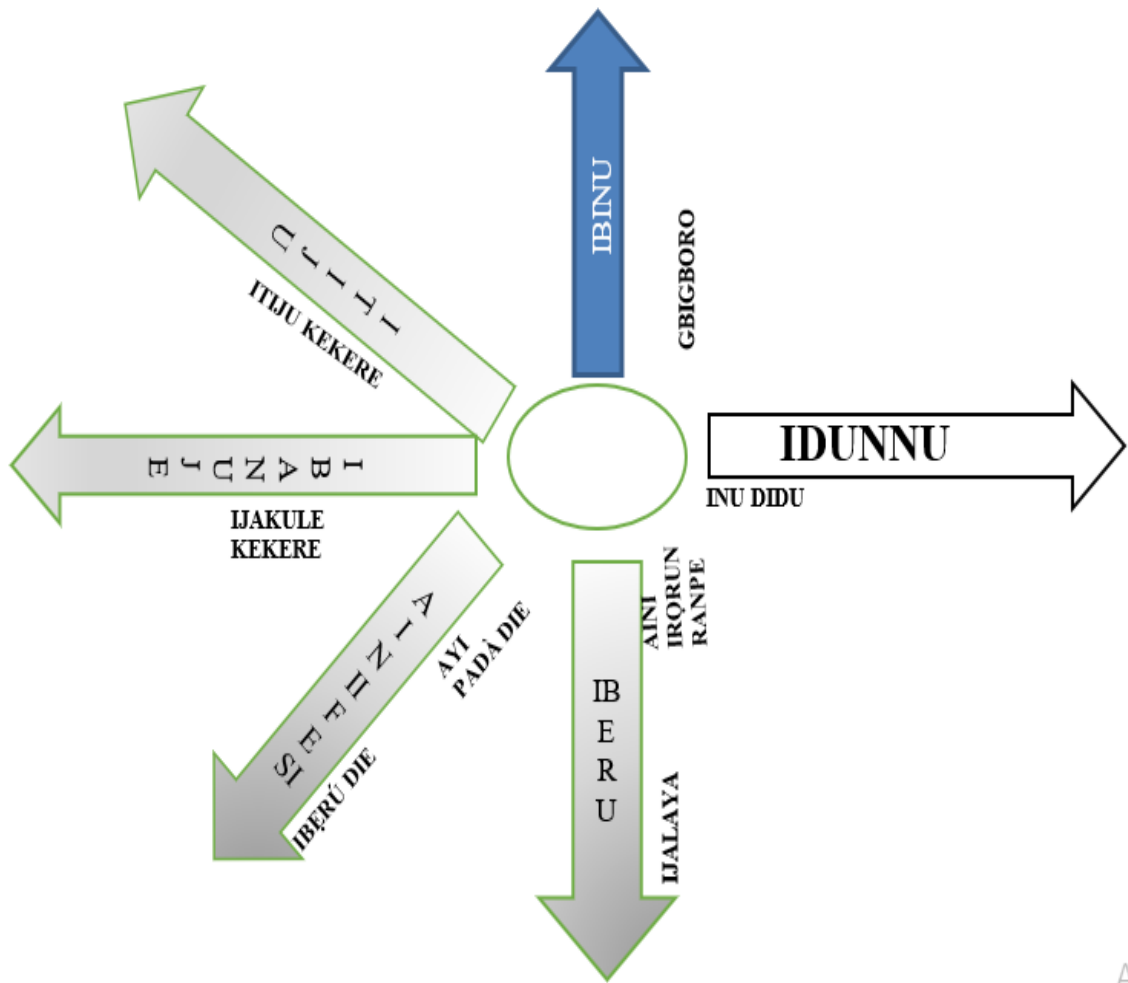 IBINU
GBIGBORO
ITIJU
ITIJU KEKERE
IDUNNU
INU DIDU
IBANUJE
IJAKULE
KEKERE
AINI
IRỌRUN
RANPE
AINIIFESI
AYI
PADÀ DIE
IBẸRÚ DIE
IBERU
IJALAYA